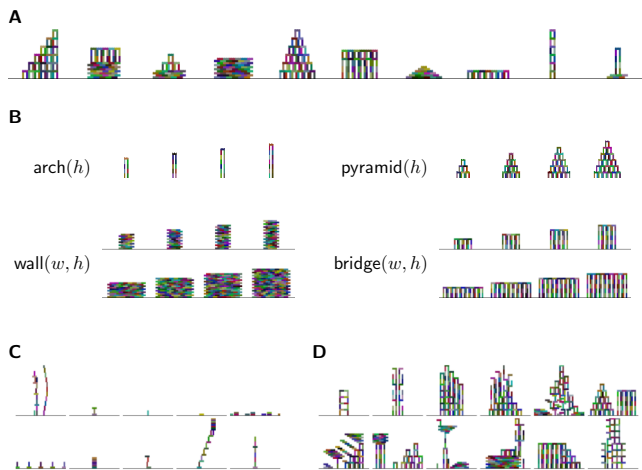 A
B
arch(h)
pyramid(h)
wall(w, h)
bridge(w, h)
C
D